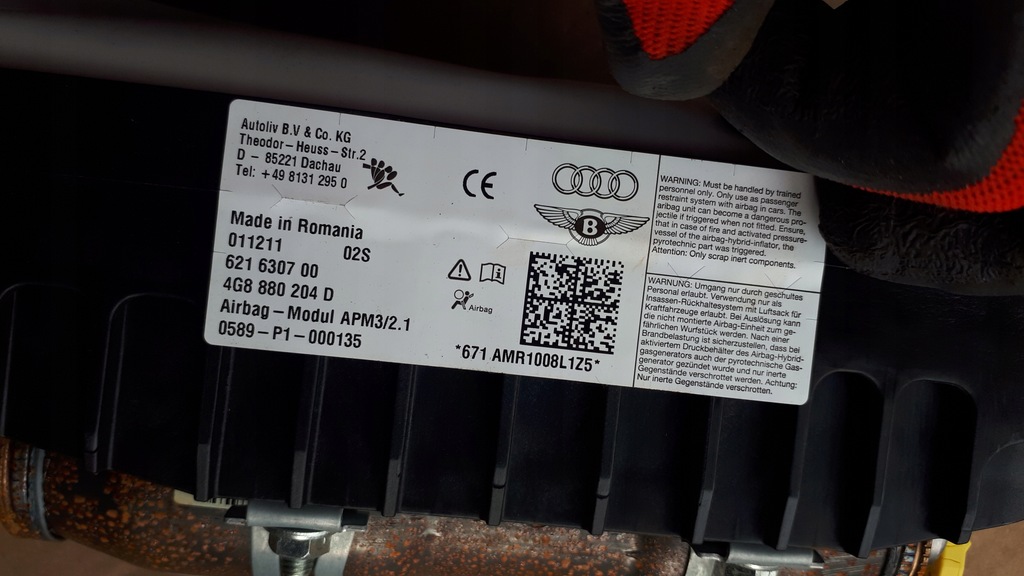 Autoliv B.V & Co. KG
Theodor – Heuss – Str.2
D – 85221 Dachau
Tel: +49 8131 295 0
Made in Romania
011211 02S
621 6307 00
4G8 880 204 D
Airbag – Modul APM3/2.1
0589 – P1 – 000135
CE
B
Airbag
*671 AMR1008L1Z5*
WARNING: Must be handled by trained
personnel only. Only use as passenger
restraint system with airbag in cars. The
aribag unit can become a dangerous pro-
jectile if triggered when not fitted. Ensure,
that in case of fire and activated pressure-
vessel of the airbag-hybrid-inflator, the
pyrotechnic part was triggered.
Attention: Only scrap inert components.
WARNUNG: Umgang nur durch geschultes
Personal erlaubt. Verwendung nur als
Insassen-Rückhaltesystem mit Luftsack für
Kraftfahrzeuge erlaubt. Bei Auslösung kann
die nicht montierte Airbag-Einheit zum ge-
fährlichen Wurfstück werden. Nach einer
Brandbelastung ist sicherzustellen, dass bei
aktiviertem Druckbehälter des Airbag-Hybrid-
gasgenerators auch der pyrotechnische Gas-
generator gezündet wurde und nur inerte
Gegenstände verschrottet werden. Achtung:
Nur inerte Gegenstände verschrotten.